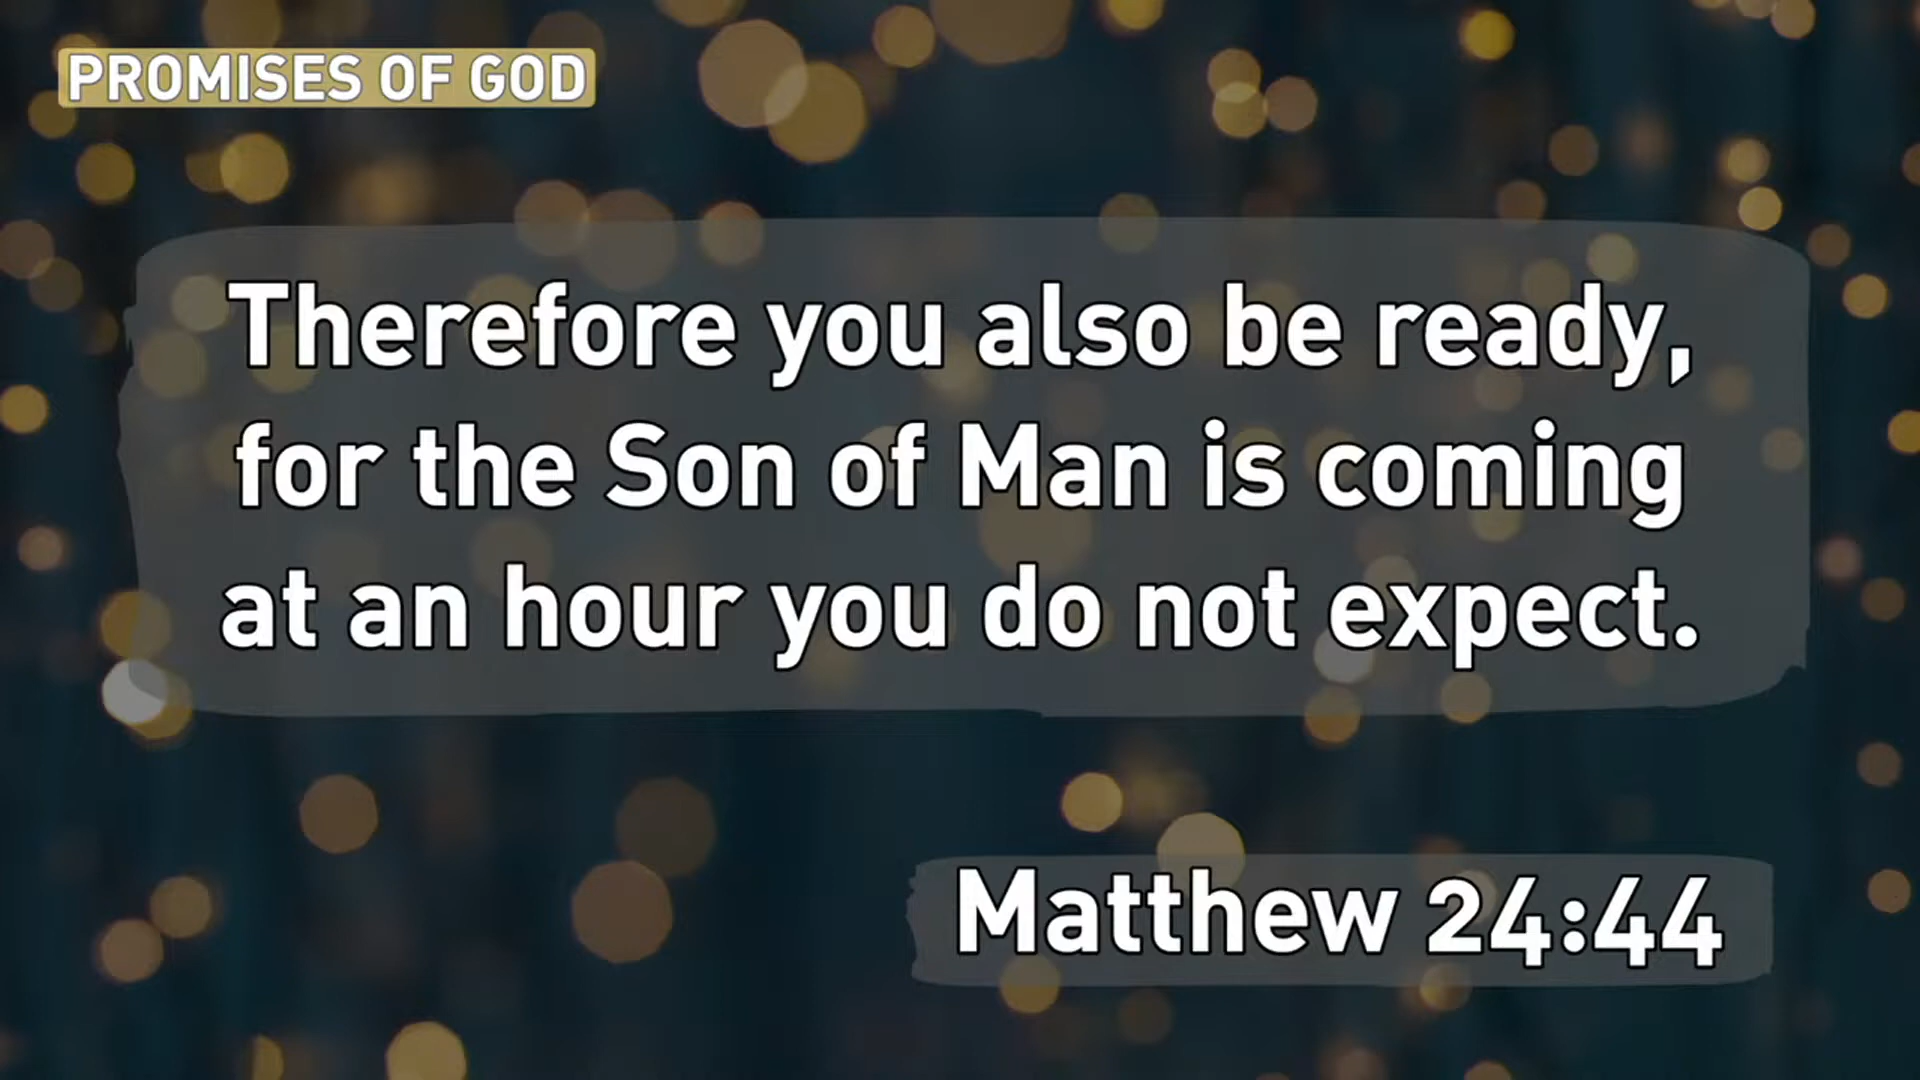 PROMISES OF GOD
Therefore you also be ready,
for the Son of Man is coming
at an hour you do not expect.
Matthew 24:44